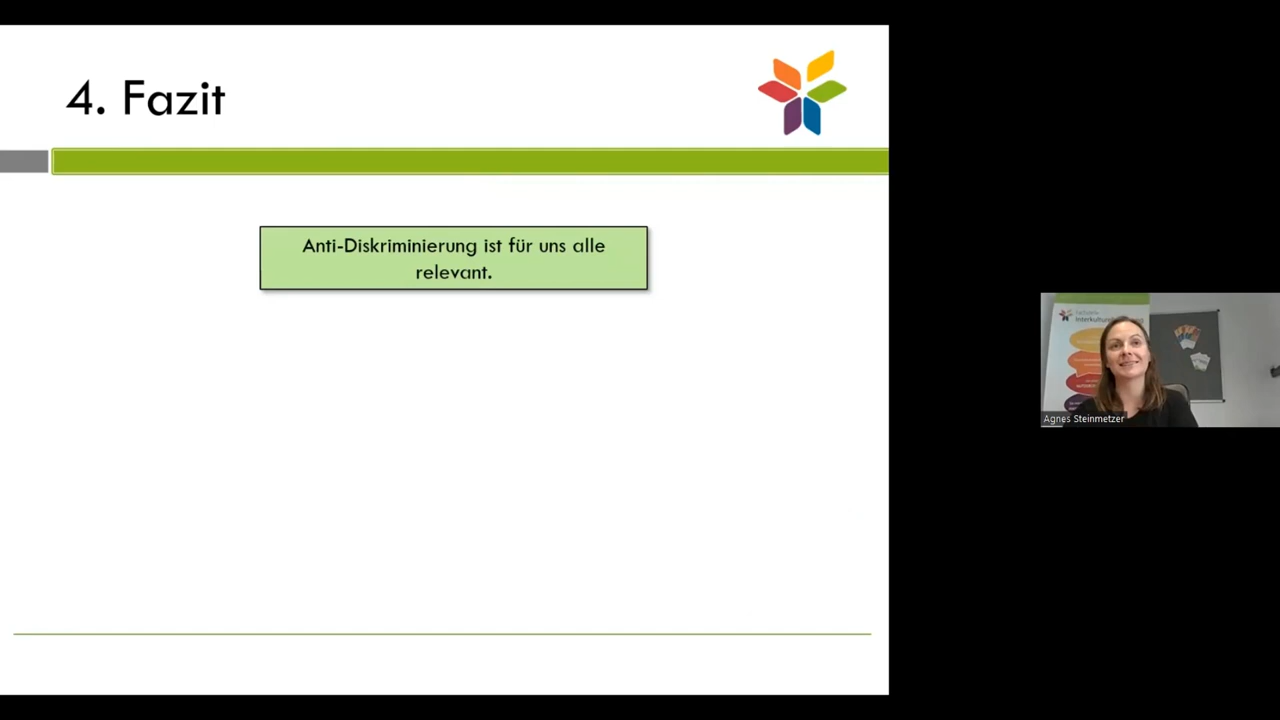 4. Fazit
Anti-Diskriminierung ist für uns alle
relevant.
Agnes Steinmetzer